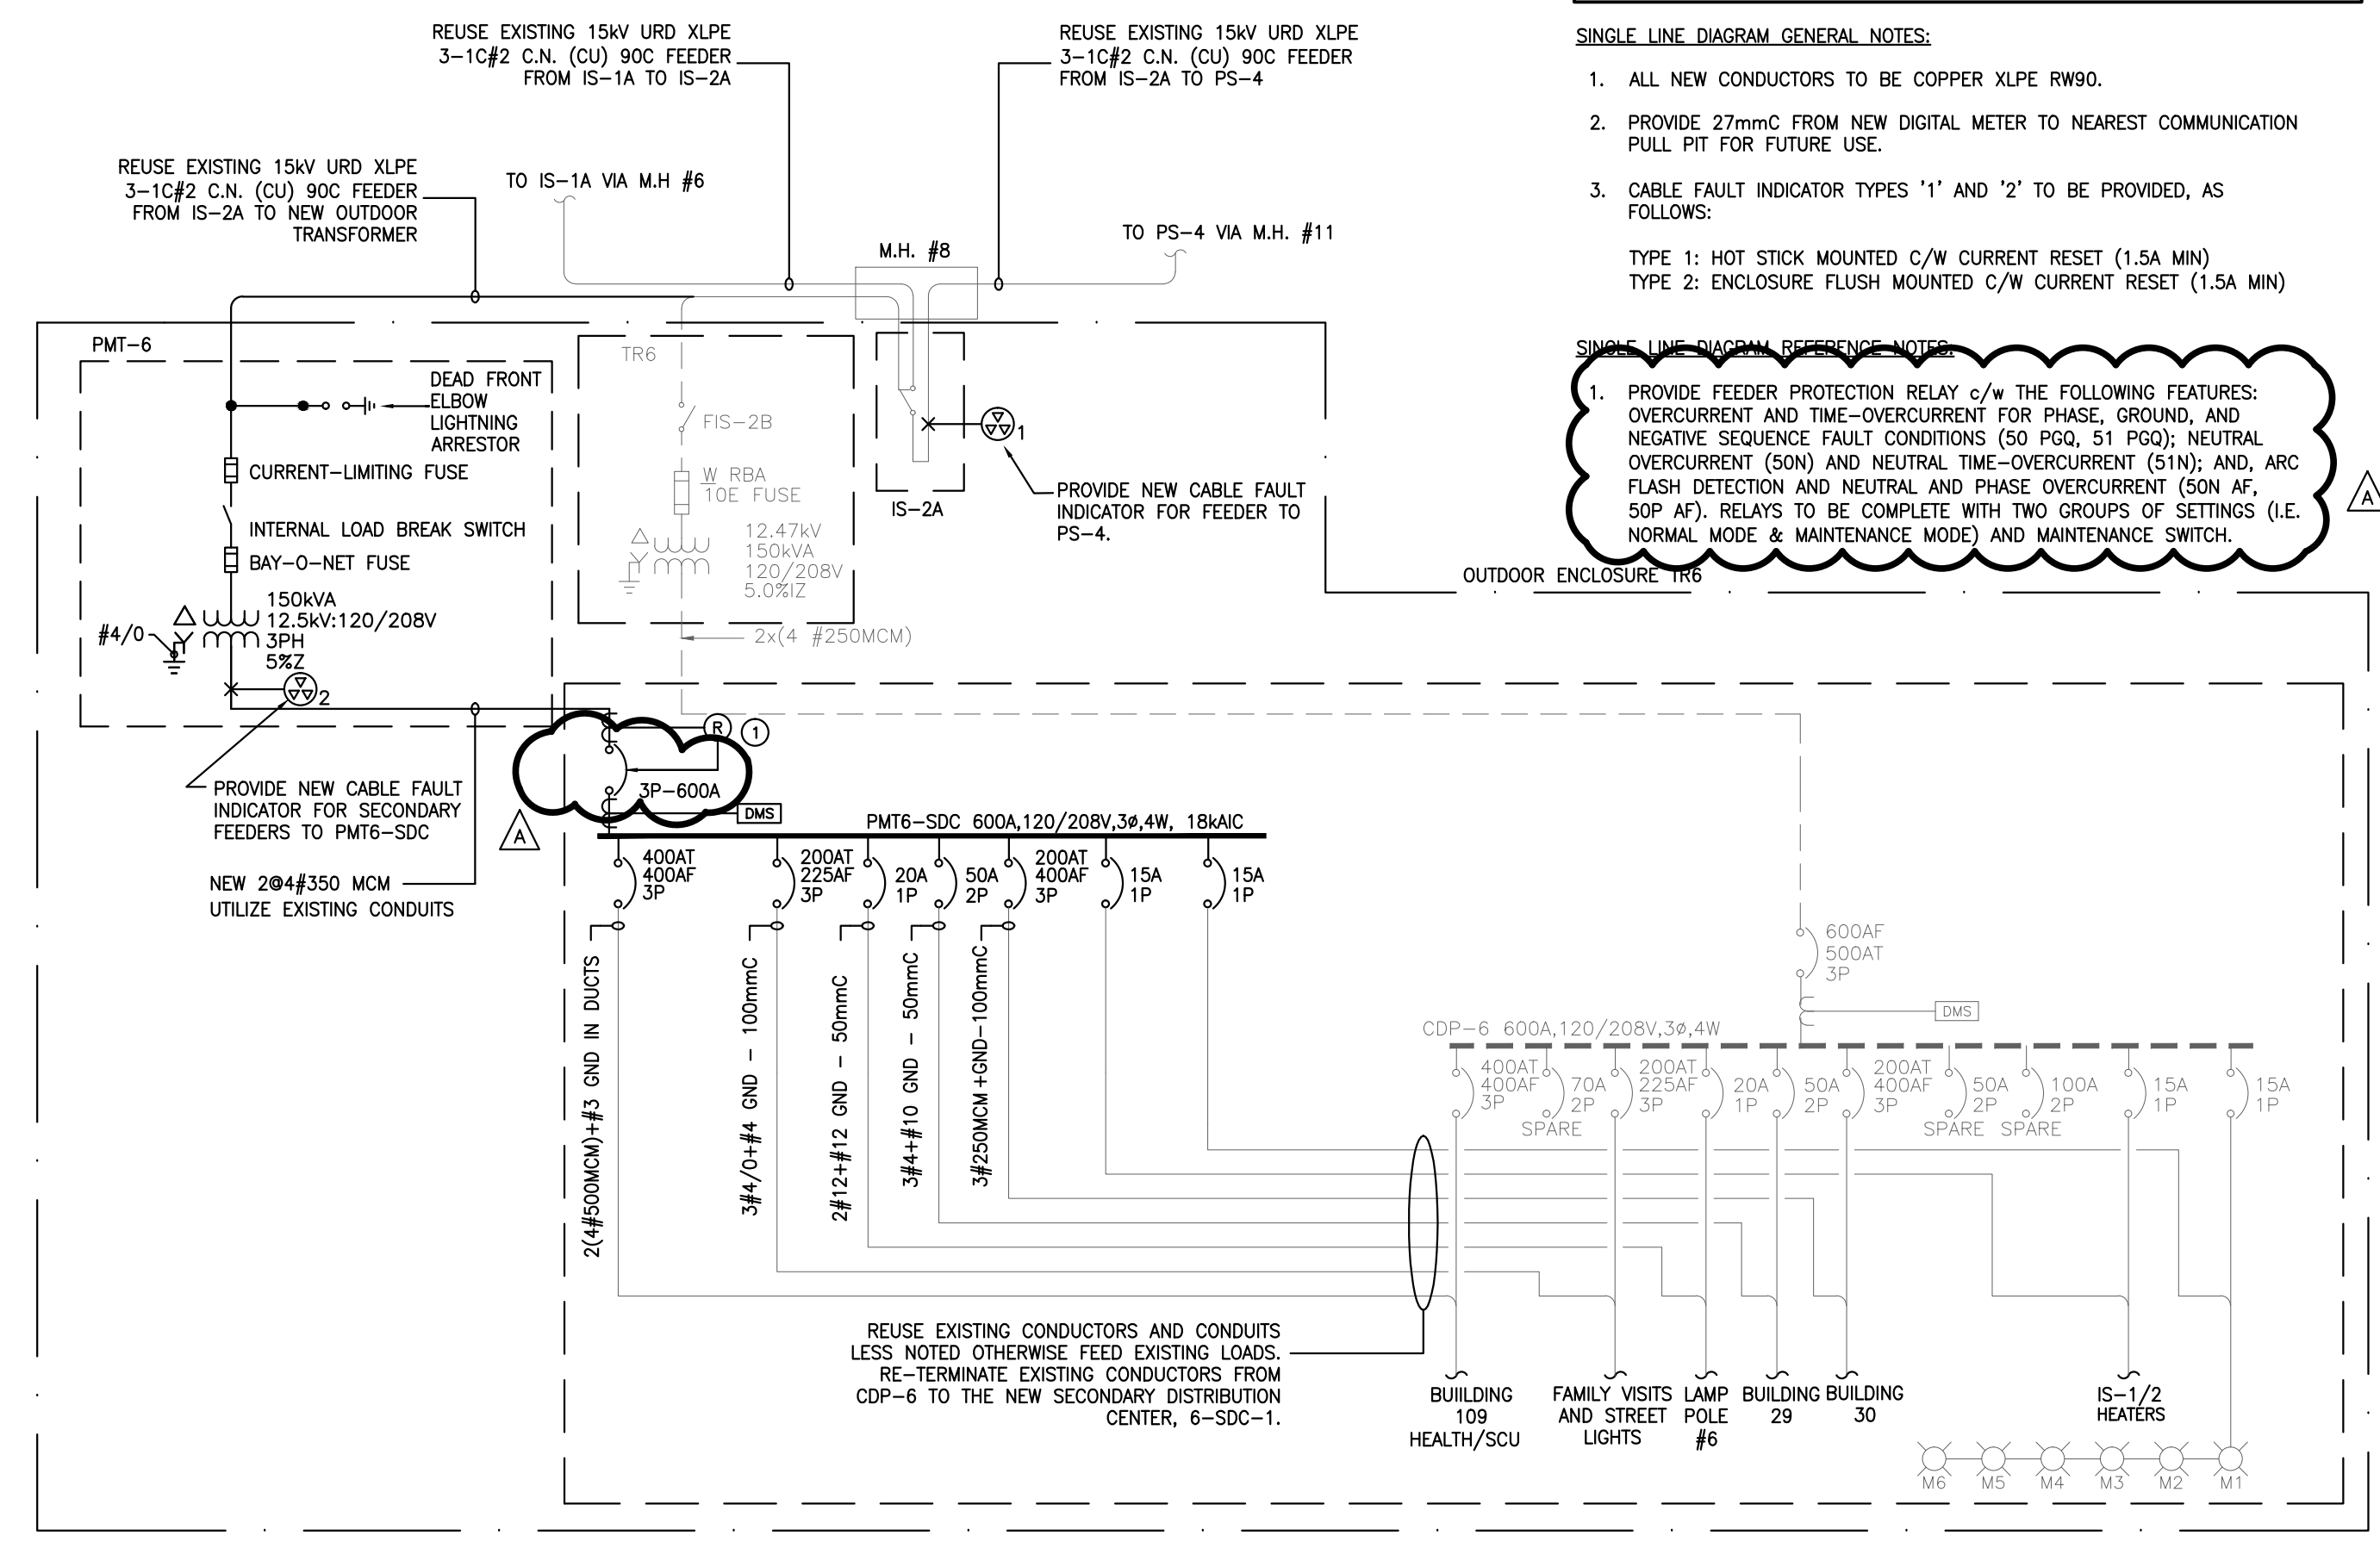 REUSE EXISTING 15kV URD XLPE
3-1C#2 C.N. (CU) 90C FEEDER
FROM IS-1A TO IS-2A
REUSE EXISTING 15kV URD XLPE
3-1C#2 C.N. (CU) 90C FEEDER
FROM IS-2A TO PS-4
REUSE EXISTING 15kV URD XLPE
3-1C#2 C.N. (CU) 90C FEEDER
FROM IS-2A TO NEW OUTDOOR
TRANSFORMER
TO IS-1A VIA M.H #6
M.H. #8
TO PS-4 VIA M.H. #11
SINGLE LINE DIAGRAM GENERAL NOTES:
1. ALL NEW CONDUCTORS TO BE COPPER XLPE RW90.
2. PROVIDE 27mmC FROM NEW DIGITAL METER TO NEAREST COMMUNICATION
PULL PIT FOR FUTURE USE.
3. CABLE FAULT INDICATOR TYPES '1' AND '2' TO BE PROVIDED, AS
FOLLOWS:
TYPE 1: HOT STICK MOUNTED C/W CURRENT RESET (1.5A MIN)
TYPE 2: ENCLOSURE FLUSH MOUNTED C/W CURRENT RESET (1.5A MIN)
SINGLE LINE DIAGRAM REFERENCE NOTES:
1. PROVIDE FEEDER PROTECTION RELAY c/w THE FOLLOWING FEATURES:
OVERCURRENT AND TIME-OVERCURRENT FOR PHASE, GROUND, AND
NEGATIVE SEQUENCE FAULT CONDITIONS (50 PGQ, 51 PGQ); NEUTRAL
OVERCURRENT (50N) AND NEUTRAL TIME-OVERCURRENT (51N); AND, ARC
FLASH DETECTION AND NEUTRAL AND PHASE OVERCURRENT (50N AF,
50P AF). RELAYS TO BE COMPLETE WITH TWO GROUPS OF SETTINGS (I.E.
NORMAL MODE & MAINTENANCE MODE) AND MAINTENANCE SWITCH.
A
OUTDOOR ENCLOSURE TR6
PMT-6
DEAD FRONT
ELBOW
LIGHTNING
ARRESTOR
CURRENT-LIMITING FUSE
INTERNAL LOAD BREAK SWITCH
BAY-O-NET FUSE
150kVA
12.5kV:120/208V
3PH
5%Z
#4/0
2
TR6
FIS-2B
W RBA
10E FUSE
12.47kV
150kVA
120/208V
5.0%IZ
2x(4 #250MCM)
IS-2A
1
PROVIDE NEW CABLE FAULT
INDICATOR FOR FEEDER TO
PS-4.
PROVIDE NEW CABLE FAULT
INDICATOR FOR SECONDARY
FEEDERS TO PMT6-SDC
NEW 2@4#350 MCM
UTILIZE EXISTING CONDUITS
R
1
3P-600A
DMS
A
PMT6-SDC 600A,120/208V,3ø,4W, 18kAIC
400AT
400AF
3P
200AT
225AF
3P
20A
1P
50A
2P
200AT
400AF
3P
15A
1P
15A
1P
2(4#500MCM)+#3 GND IN DUCTS
3#4/0+#4 GND - 100mmC
2#12+#12 GND - 50mmC
3#4+#10 GND - 50mmC
3#250MCM +GND-100mmC
600AF
500AT
3P
DMS
CDP-6 600A,120/208V,3ø,4W
400AT
400AF
3P
70A
2P
SPARE
200AT
225AF
3P
20A
1P
50A
2P
200AT
400AF
3P
50A
2P
SPARE
100A
2P
SPARE
15A
1P
15A
1P
REUSE EXISTING CONDUCTORS AND CONDUITS
LESS NOTED OTHERWISE FEED EXISTING LOADS.
RE-TERMINATE EXISTING CONDUCTORS FROM
CDP-6 TO THE NEW SECONDARY DISTRIBUTION
CENTER, 6-SDC-1.
BUIILDING
109
HEALTH/SCU
FAMILY VISITS
AND STREET
LIGHTS
LAMP
POLE
#6
BUILDING
29
BUILDING
30
IS-1/2
HEATERS
M6
M5
M4
M3
M2
M1